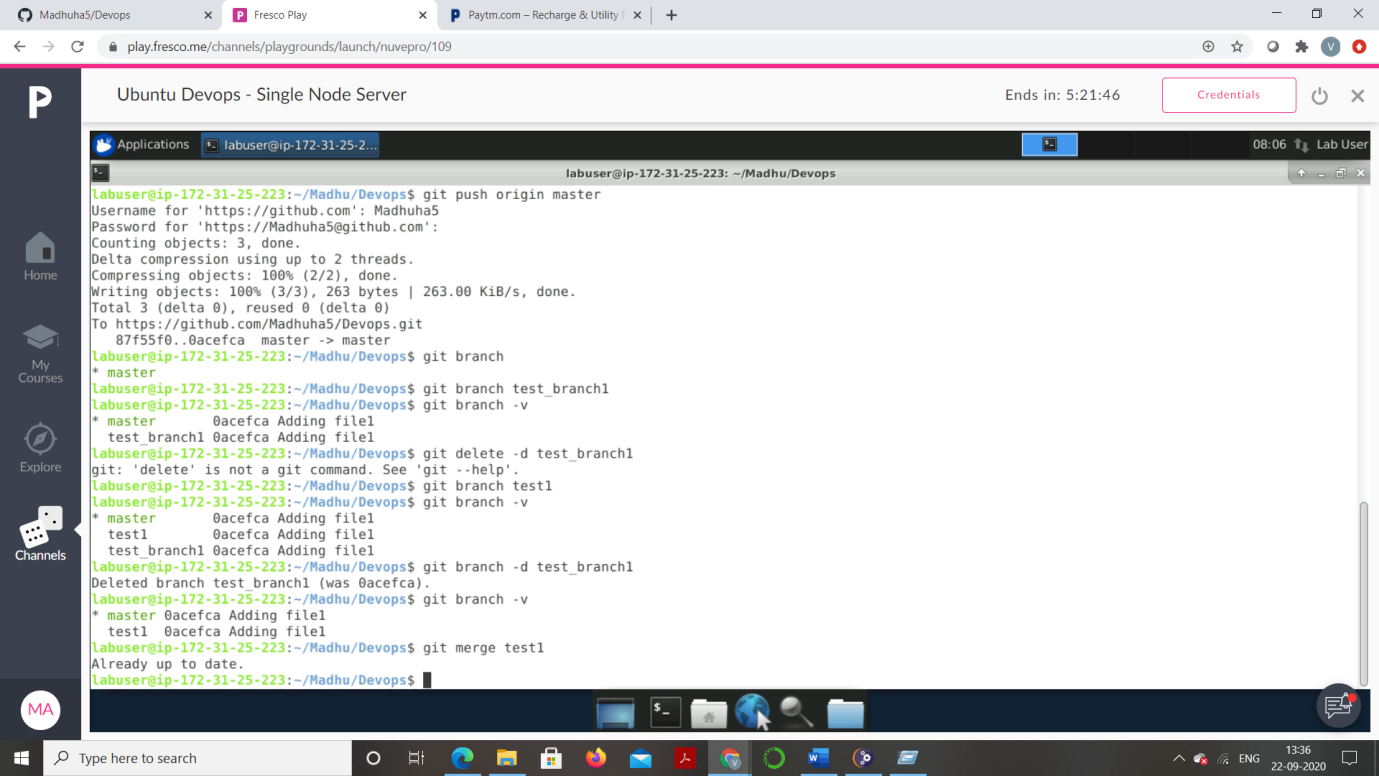 Madhuha5/Devops
Fresco Play
Paytm.com – Recharge & Utility
play.fresco.me/channels/playgrounds/launch/nuvepro/109
V
P
Ubuntu Devops - Single Node Server
Ends in: 5:21:46
Credentials
Applications
labuser@ip-172-31-25-2...
08:06
Lab User
labuser@ip-172-31-25-223: ~/Madhu/Devops
labuser@ip-172-31-25-223:~/Madhu/Devops$ git push origin master
Username for 'https://github.com': Madhuha5
Password for 'https://Madhuha5@github.com':
Counting objects: 3, done.
Delta compression using up to 2 threads.
Compressing objects: 100% (2/2), done.
Writing objects: 100% (3/3), 263 bytes | 263.00 KiB/s, done.
Total 3 (delta 0), reused 0 (delta 0)
To https://github.com/Madhuha5/Devops.git
   87f55f0..0acefca  master -> master
labuser@ip-172-31-25-223:~/Madhu/Devops$ git branch
* master
labuser@ip-172-31-25-223:~/Madhu/Devops$ git branch test_branch1
labuser@ip-172-31-25-223:~/Madhu/Devops$ git branch -v
* master       0acefca Adding file1
  test_branch1 0acefca Adding file1
labuser@ip-172-31-25-223:~/Madhu/Devops$ git delete -d test_branch1
git: 'delete' is not a git command. See 'git --help'.
labuser@ip-172-31-25-223:~/Madhu/Devops$ git branch test1
labuser@ip-172-31-25-223:~/Madhu/Devops$ git branch -v
* master       0acefca Adding file1
  test1        0acefca Adding file1
  test_branch1 0acefca Adding file1
labuser@ip-172-31-25-223:~/Madhu/Devops$ git branch -d test_branch1
Deleted branch test_branch1 (was 0acefca).
labuser@ip-172-31-25-223:~/Madhu/Devops$ git branch -v
* master 0acefca Adding file1
  test1  0acefca Adding file1
labuser@ip-172-31-25-223:~/Madhu/Devops$ git merge test1
Already up to date.
labuser@ip-172-31-25-223:~/Madhu/Devops$
Home
My
Courses
Explore
Channels
MA
Type here to search
ENG
13:36
22-09-2020